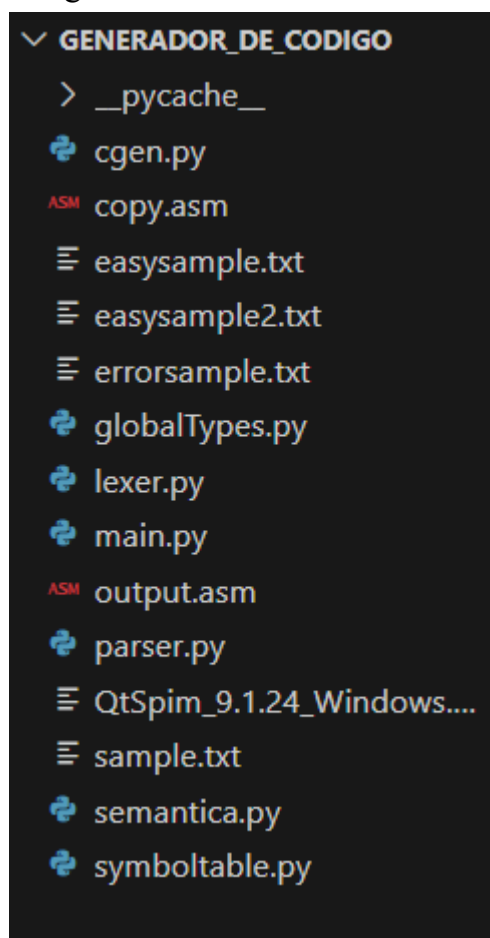 GENERADOR_DE_CODIGO
__pycache__
cgen.py
ASM copy.asm
easysample.txt
easysample2.txt
errorsample.txt
globalTypes.py
lexer.py
main.py
ASM output.asm
parser.py
QtSpim_9.1.24_Windows....
sample.txt
semantica.py
symboltable.py